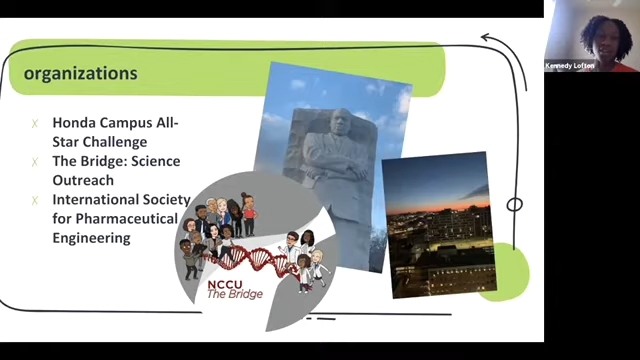 organizations
Honda Campus All-
Star Challenge
The Bridge: Science
Outreach
International Society
for Pharmaceutical
Engineering
NCCU
The Bridge
Kennedy Lofton